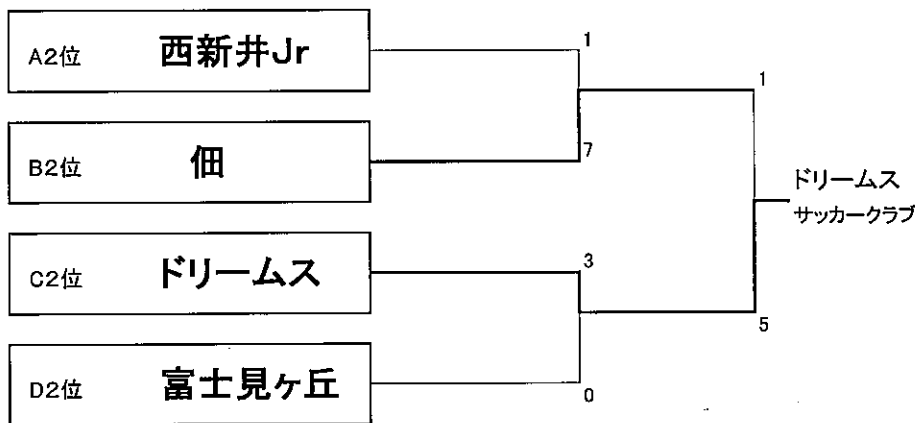 A2位 西新井Jr
1
1
B2位 佃
7
ドリームス
サッカークラブ
C2位 ドリームス
3
5
D2位 富士見ヶ丘
0